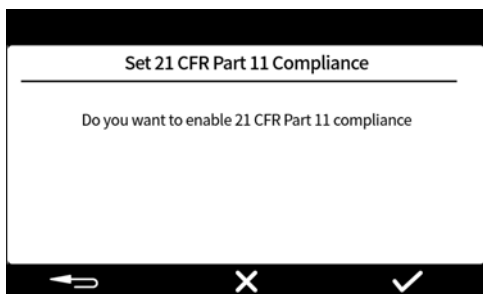 Set 21 CFR Part 11 Compliance
Do you want to enable 21 CFR Part 11 compliance